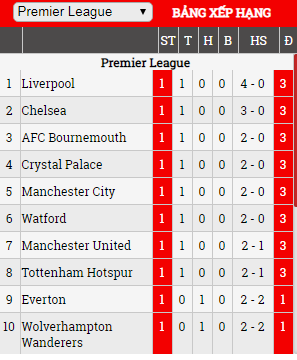 Premier League ▼ BẢNG XẾP HẠNG
ST T H B HS Đ
Premier League
1 Liverpool 1 1 0 0 4 - 0 3
2 Chelsea 1 1 0 0 3 - 0 3
3 AFC Bournemouth 1 1 0 0 2 - 0 3
4 Crystal Palace 1 1 0 0 2 - 0 3
5 Manchester City 1 1 0 0 2 - 0 3
6 Watford 1 1 0 0 2 - 0 3
7 Manchester United 1 1 0 0 2 - 1 3
8 Tottenham Hotspur 1 1 0 0 2 - 1 3
9 Everton 1 0 1 0 2 - 2 1
10 Wolverhampton 1 0 1 0 2 - 2 1
Wanderers